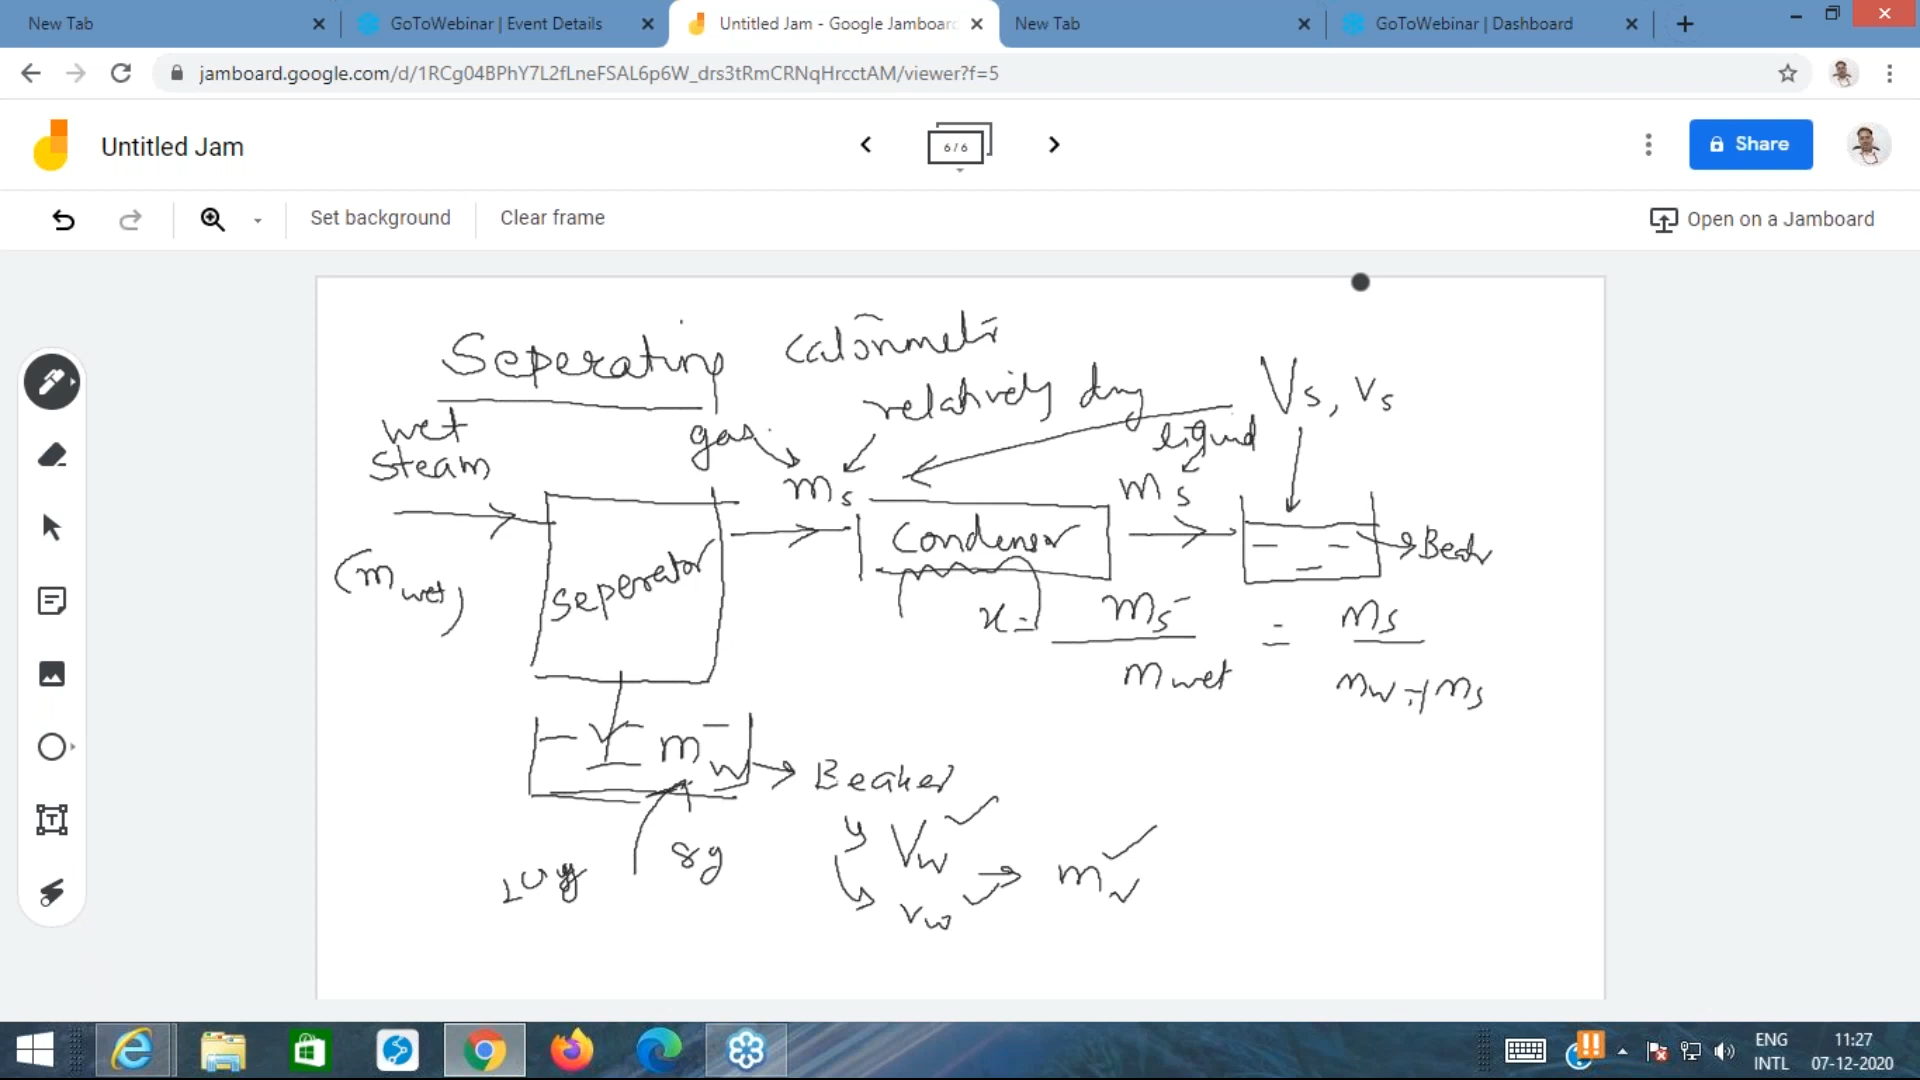 New Tab
GoToWebinar | Event Details
Untitled Jam - Google Jamboard
New Tab
GoToWebinar | Dashboard
jamboard.google.com/d/1RCg04BPhY7L2fLneFSAL6p6W_drs3tRmCRNqHrcctAM/viewer?f=5
Untitled Jam
6 / 6
Share
Set background
Clear frame
Open on a Jamboard
Seperating
wet
steam
gas
relatively dry
liquid
Vs, vs
ms
ms
(m wet)
seperator
Condensor
x = ms / m wet = ms / mw + ms
mw
Beaker
Vw
vw
8g
ENG
INTL
11:27
07-12-2020